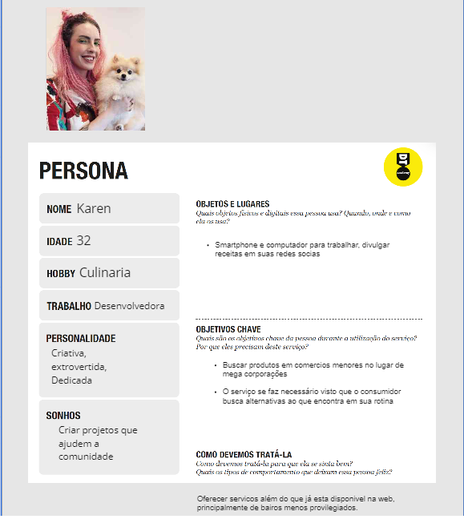 PERSONA
NOME Karen
IDADE 32
HOBBY Culinaria
TRABALHO Desenvolvedora
PERSONALIDADE
Criativa,
extrovertida,
Dedicada
SONHOS
Criar projetos que
ajudem a
comunidade
OBJETOS E LUGARES
Quais objetos físicos e digitais essa pessoa usa? Quando, onde e como
ela os usa?
• Smartphone e computador para trabalhar, divulgar
receitas em suas redes socias
OBJETIVOS CHAVE
Quais são os objetivos chave da pessoa durante a utilização do serviço?
Por que eles precisam deste serviço?
• Buscar produtos em comercios menores no lugar de
mega corporações
• O serviço se faz necessário visto que o consumidor
busca alternativas ao que encontra em sua rotina
COMO DEVEMOS TRATÁ-LA
Como devemos tratá-la para que ela se sinta bem?
Quais os tipos de comportamento que deixam essa pessoa feliz?
Oferecer servicos além do que já esta disponivel na web,
principalmente de bairos menos provilegiados.